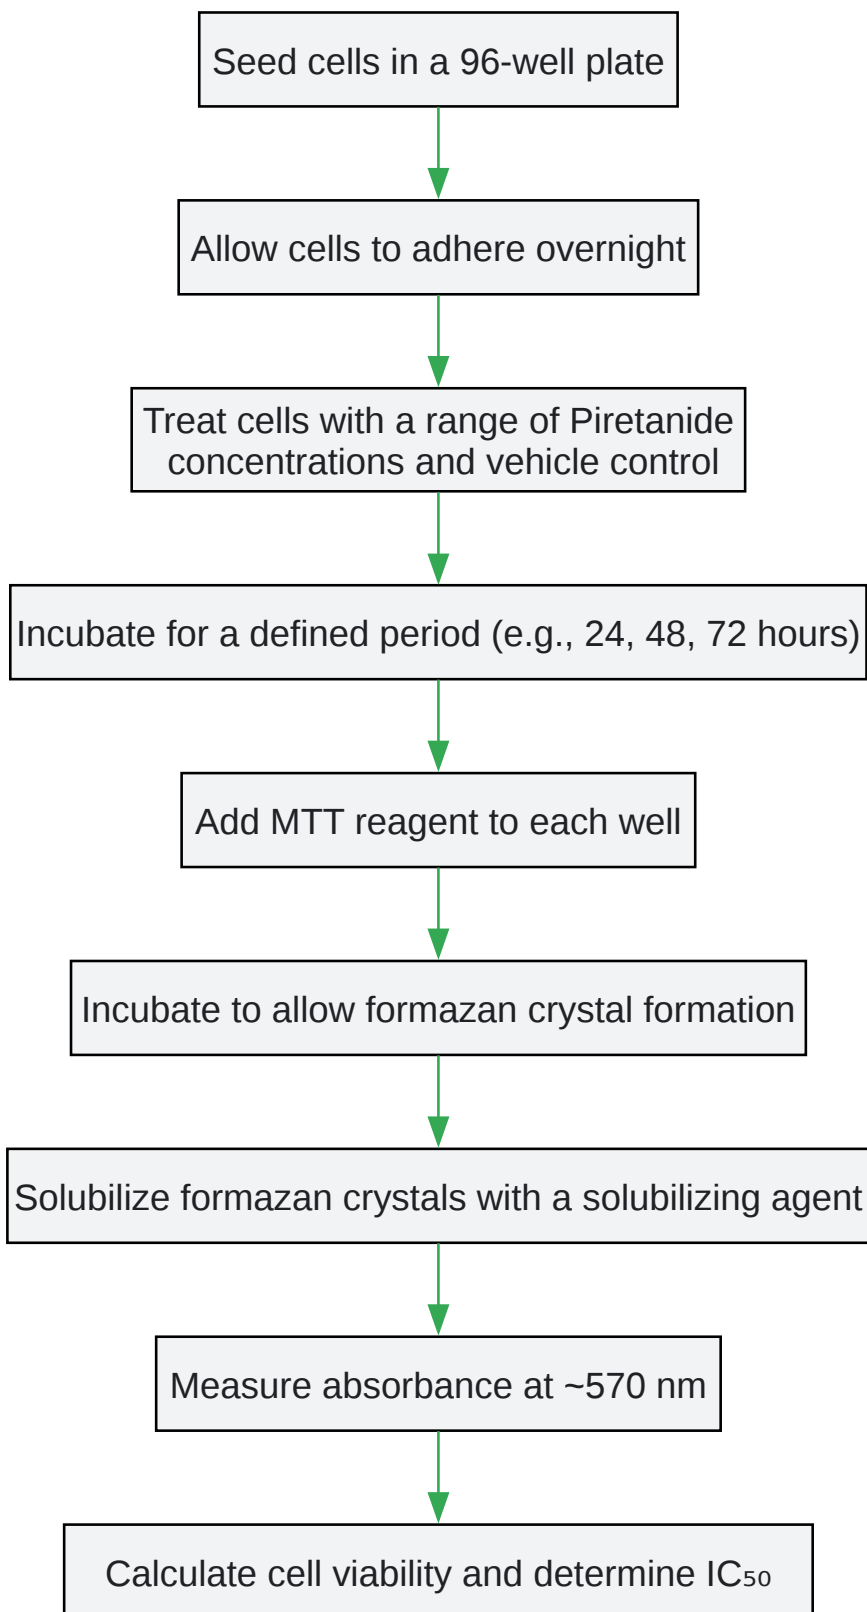 Seed cells in a 96-well plate
Allow cells to adhere overnight
Treat cells with a range of Piretanide
concentrations and vehicle control
Incubate for a defined period (e.g., 24, 48, 72 hours)
Add MTT reagent to each well
Incubate to allow formazan crystal formation
Solubilize formazan crystals with a solubilizing agent
Measure absorbance at ~570 nm
Calculate cell viability and determine IC₅₀